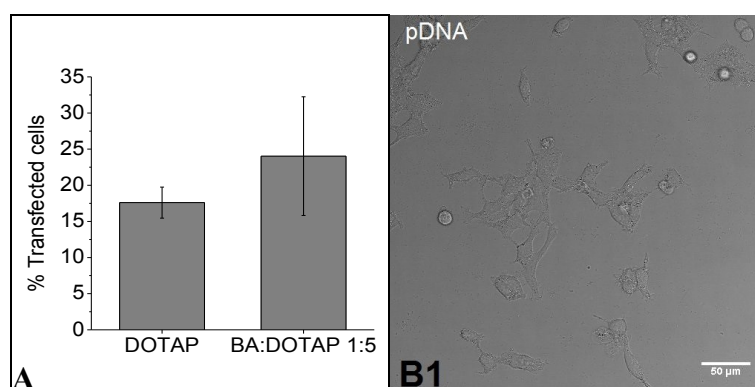 35
30
25
20
15
10
5
0
% Transfected cells
DOTAP
BA:DOTAP 1:5
A
pDNA
50 µm
B1